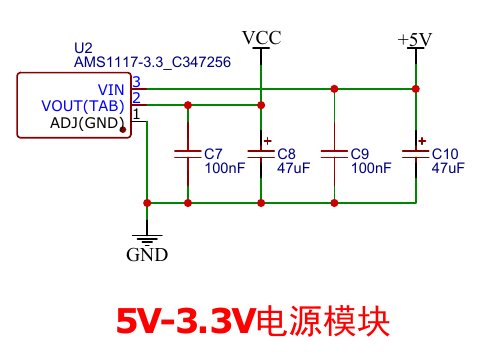 VCC
+5V
U2
AMS1117-3.3_C347256
VIN
3
VOUT(TAB)
2
ADJ(GND)
1
C7
100nF
+
C8
47uF
C9
100nF
+
C10
47uF
GND
5V-3.3V电源模块